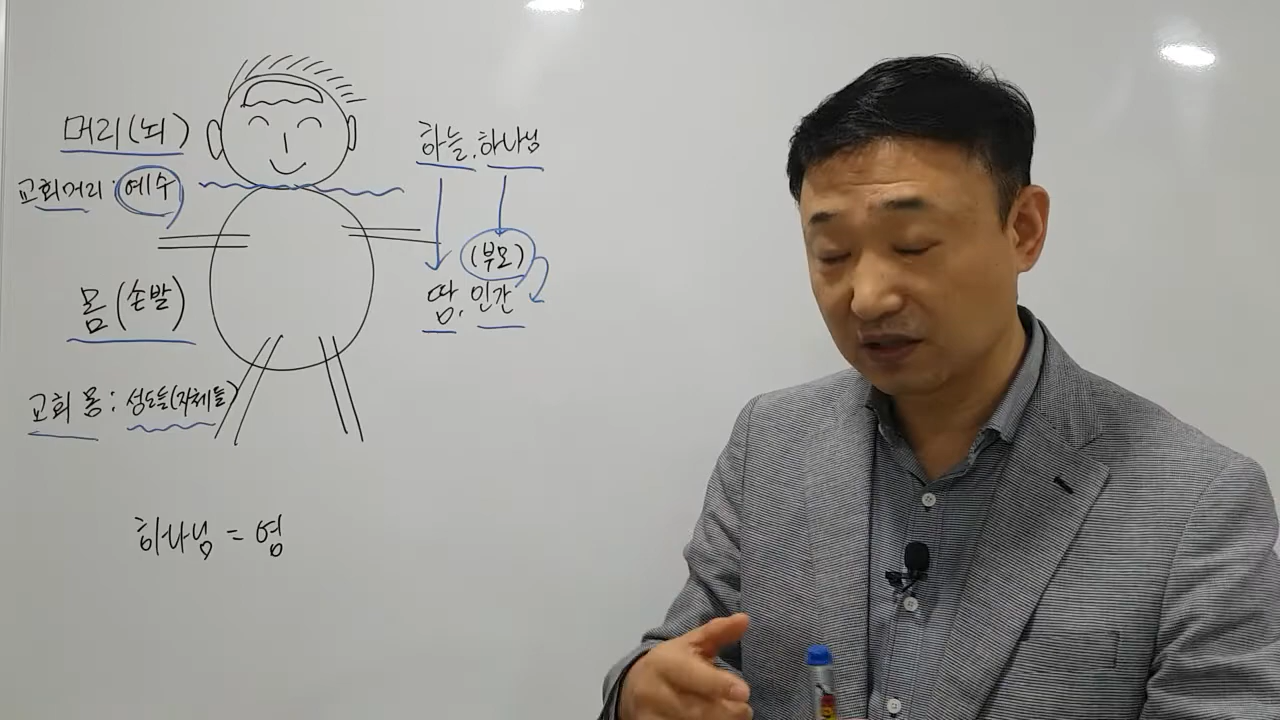 머리(뇌)
교회머리: 예수
몸(손발)
교회 몸: 성도들(자체들)
하늘, 하나님
(부모)
땅, 인간
하나님 = 영